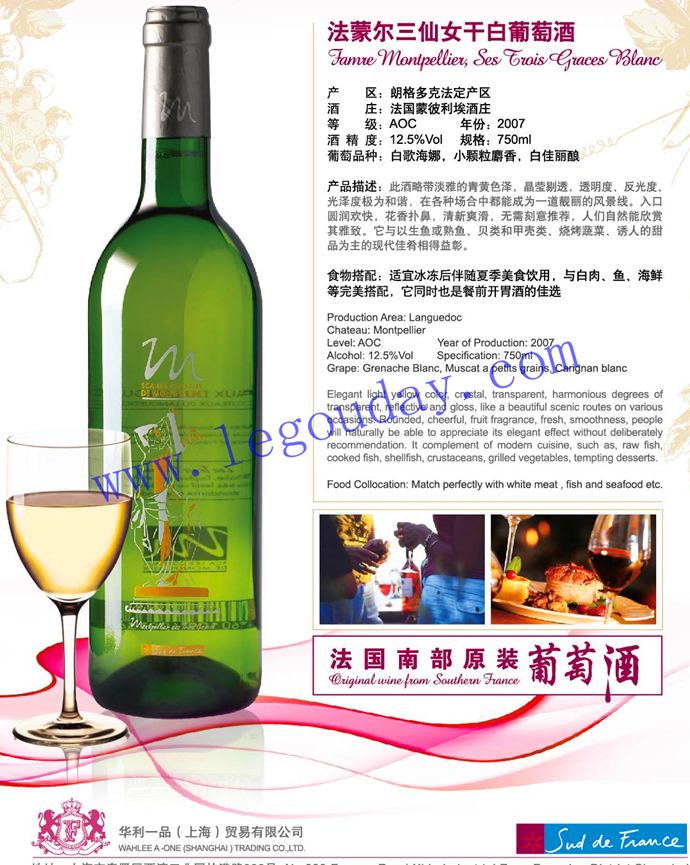 法蒙尔三仙女干白葡萄酒
Famre Montpellier, Ses Trois Graces Blanc
产 区：朗格多克法定产区
酒 庄：法国蒙彼利埃酒庄
等 级：AOC 年份：2007
酒 精 度：12.5%Vol 规格：750ml
葡萄品种：白歌海娜，小颗粒麝香，白佳丽酿
产品描述：此酒略带淡雅的青黄色泽，晶莹剔透，透明度、反光度、
光泽度极为和谐，在各种场合中都能成为一道靓丽的风景线。入口
圆润欢快，花香扑鼻，清新爽滑，无需刻意推荐，人们自然能欣赏
其雅致。它与以生鱼或熟鱼、贝类和甲壳类、烧烤蔬菜、诱人的甜
品为主的现代佳肴相得益彰。
食物搭配：适宜冰冻后伴随夏季美食饮用，与白肉、鱼、海鲜
等完美搭配，它同时也是餐前开胃酒的佳选
Production Area: Languedoc
Chateau: Montpellier
Level: AOC Year of Production: 2007
Alcohol: 12.5%Vol Specification: 750ml
Grape: Grenache Blanc, Muscat a petits grains, Carignan blanc
Elegant light yellow color, crystal, transparent, harmonious degrees of
transparent, reflective and gloss, like a beautiful scenic routes on various
occasions. Rounded, cheerful, fruit fragrance, fresh, smoothness, people
will naturally be able to appreciate its elegant effect without deliberately
recommendation. It complement of modern cuisine, such as, raw fish,
cooked fish, shellfish, crustaceans, grilled vegetables, tempting desserts.
Food Collocation: Match perfectly with white meat , fish and seafood etc.
www.legouday.com
m
SCA LES
DE MON
Sud de France
法国南部原装葡萄酒
Original wine from Southern France
F
华利一品（上海）贸易有限公司
WAHLEE A -ONE (SHANGHAI ) TRADING CO.,LTD.
Sud de France